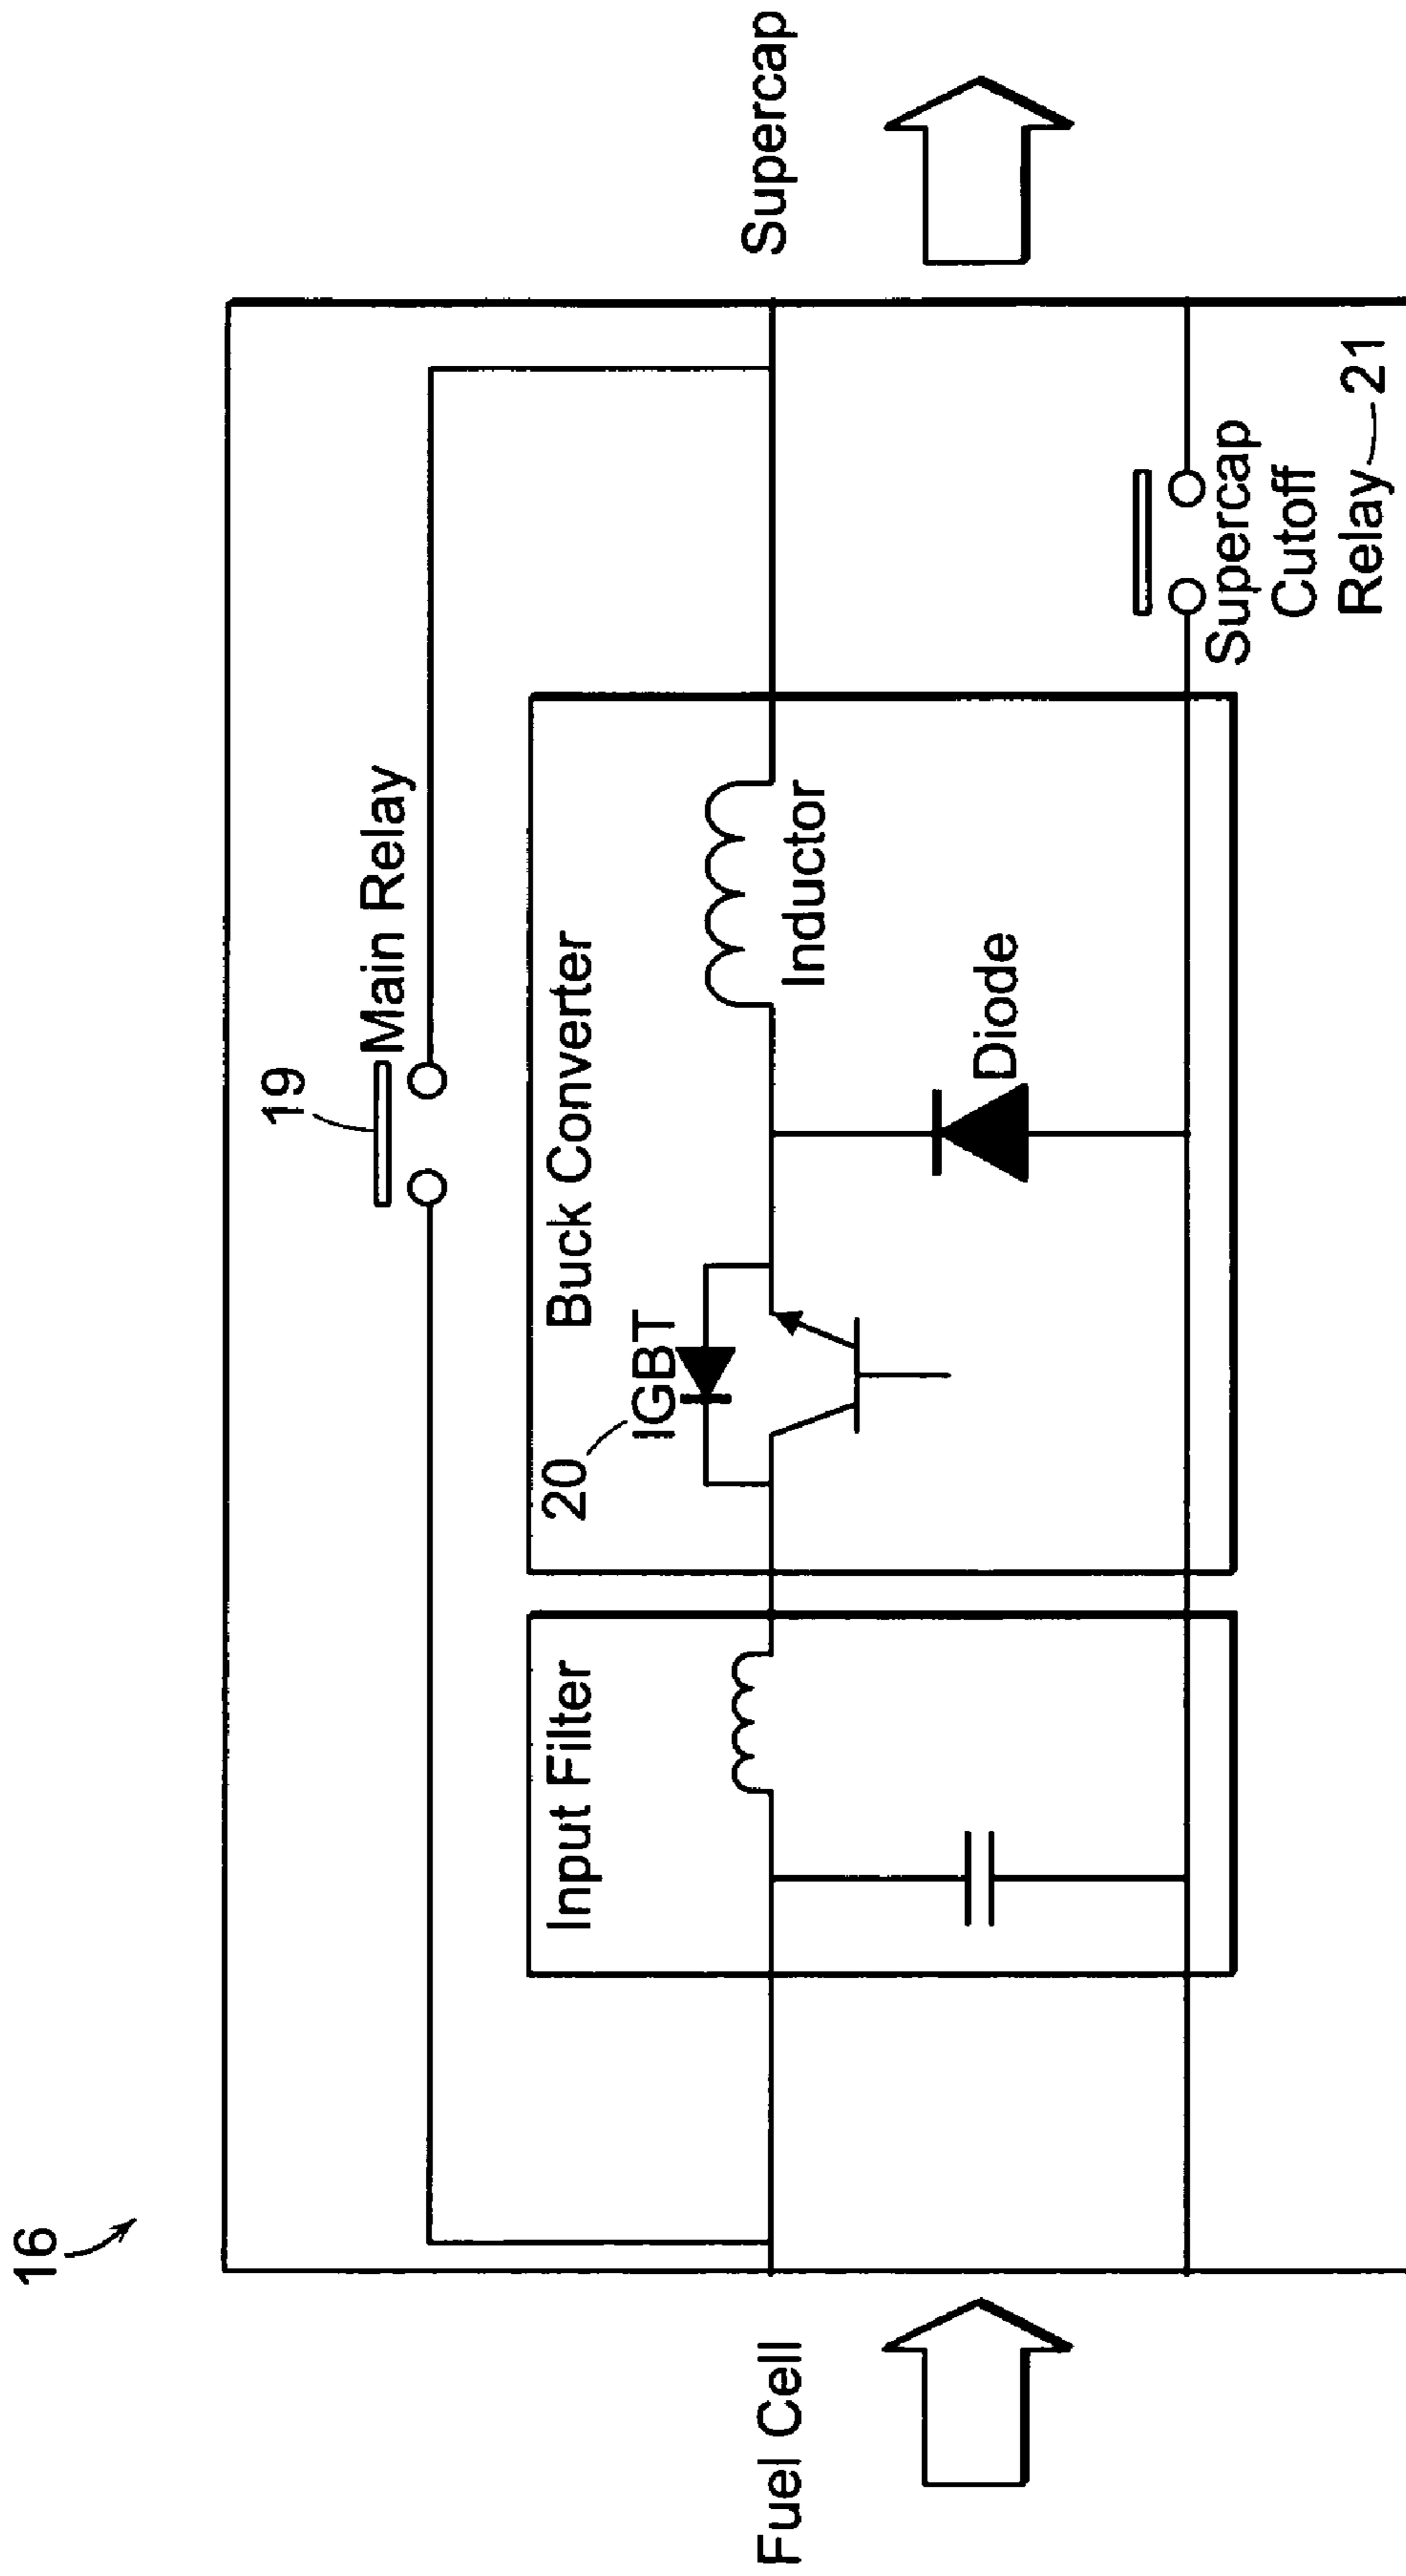 16
19
Main Relay
Fuel Cell
Input Filter
20
IGBT
Buck Converter
Inductor
Diode
Supercap
Cutoff
Relay 21
Supercap